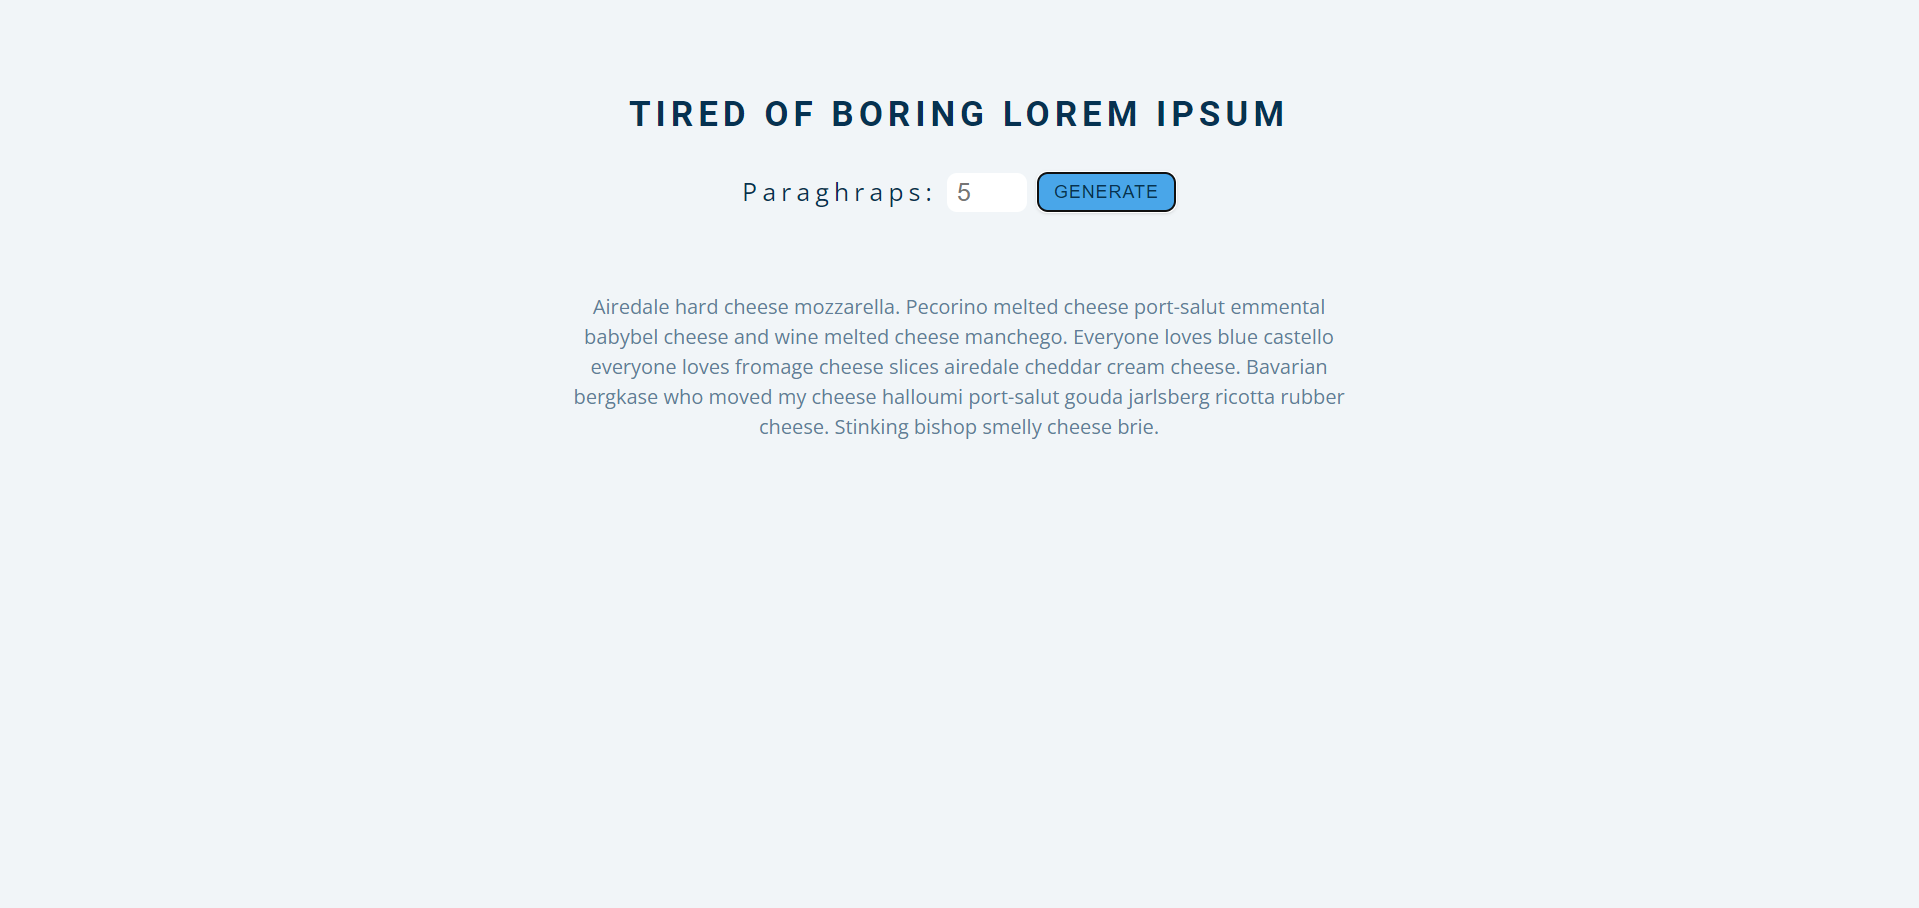 TIRED OF BORING LOREM IPSUM
Paraghraps: 5 GENERATE
Airedale hard cheese mozzarella. Pecorino melted cheese port-salut emmental
babybel cheese and wine melted cheese manchego. Everyone loves blue castello
everyone loves fromage cheese slices airedale cheddar cream cheese. Bavarian
bergkase who moved my cheese halloumi port-salut gouda jarlsberg ricotta rubber
cheese. Stinking bishop smelly cheese brie.